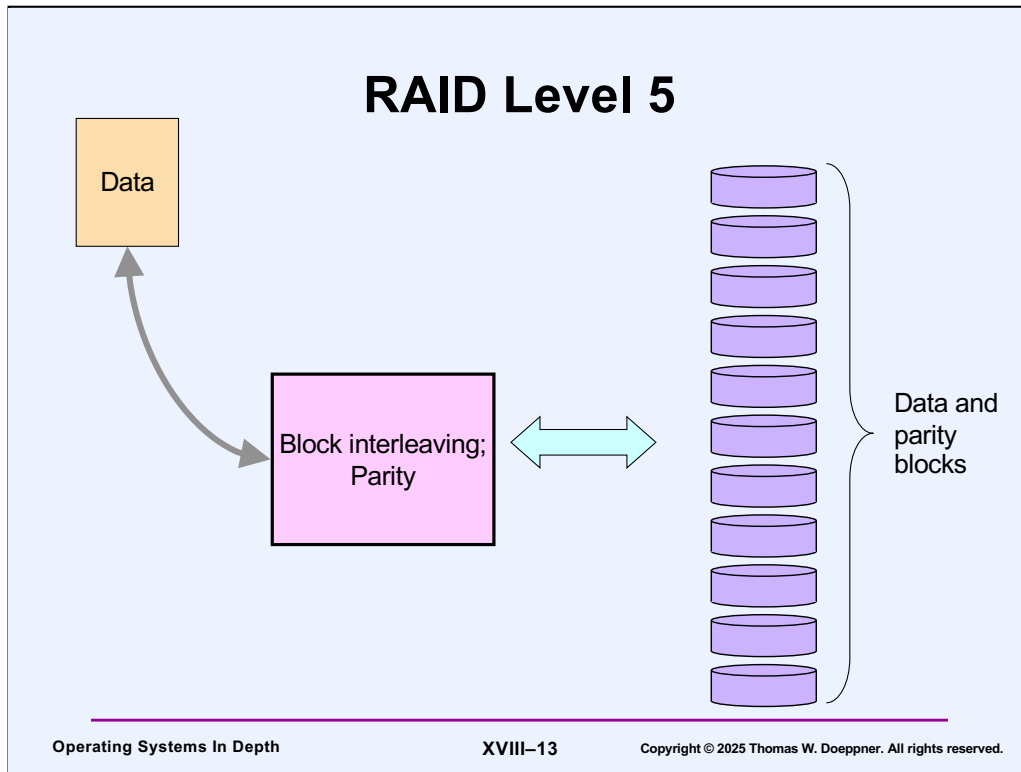 RAID Level 5
Data
Block interleaving;
Parity
Data and
parity
blocks
Operating Systems In Depth
XVIII–13
Copyright © 2025 Thomas W. Doeppner. All rights reserved.